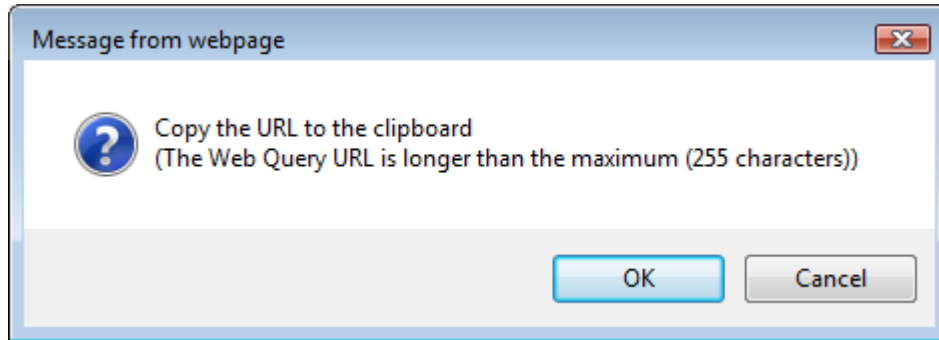 Message from webpage
Copy the URL to the clipboard
(The Web Query URL is longer than the maximum (255 characters))
OK
Cancel